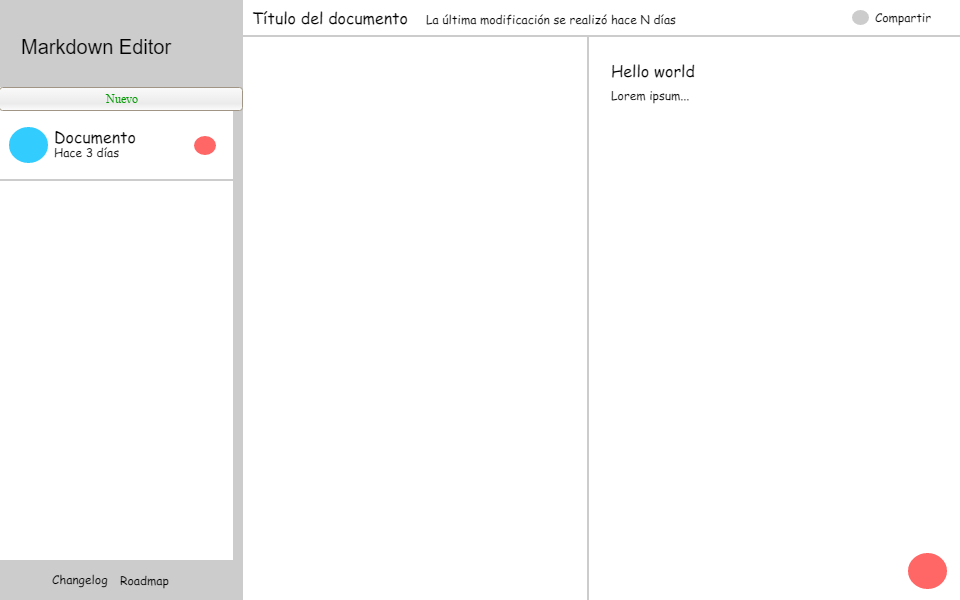 Markdown Editor
Nuevo
Documento
Hace 3 días
Changelog Roadmap
Título del documento La última modificación se realizó hace N días Compartir
Hello world
Lorem ipsum...